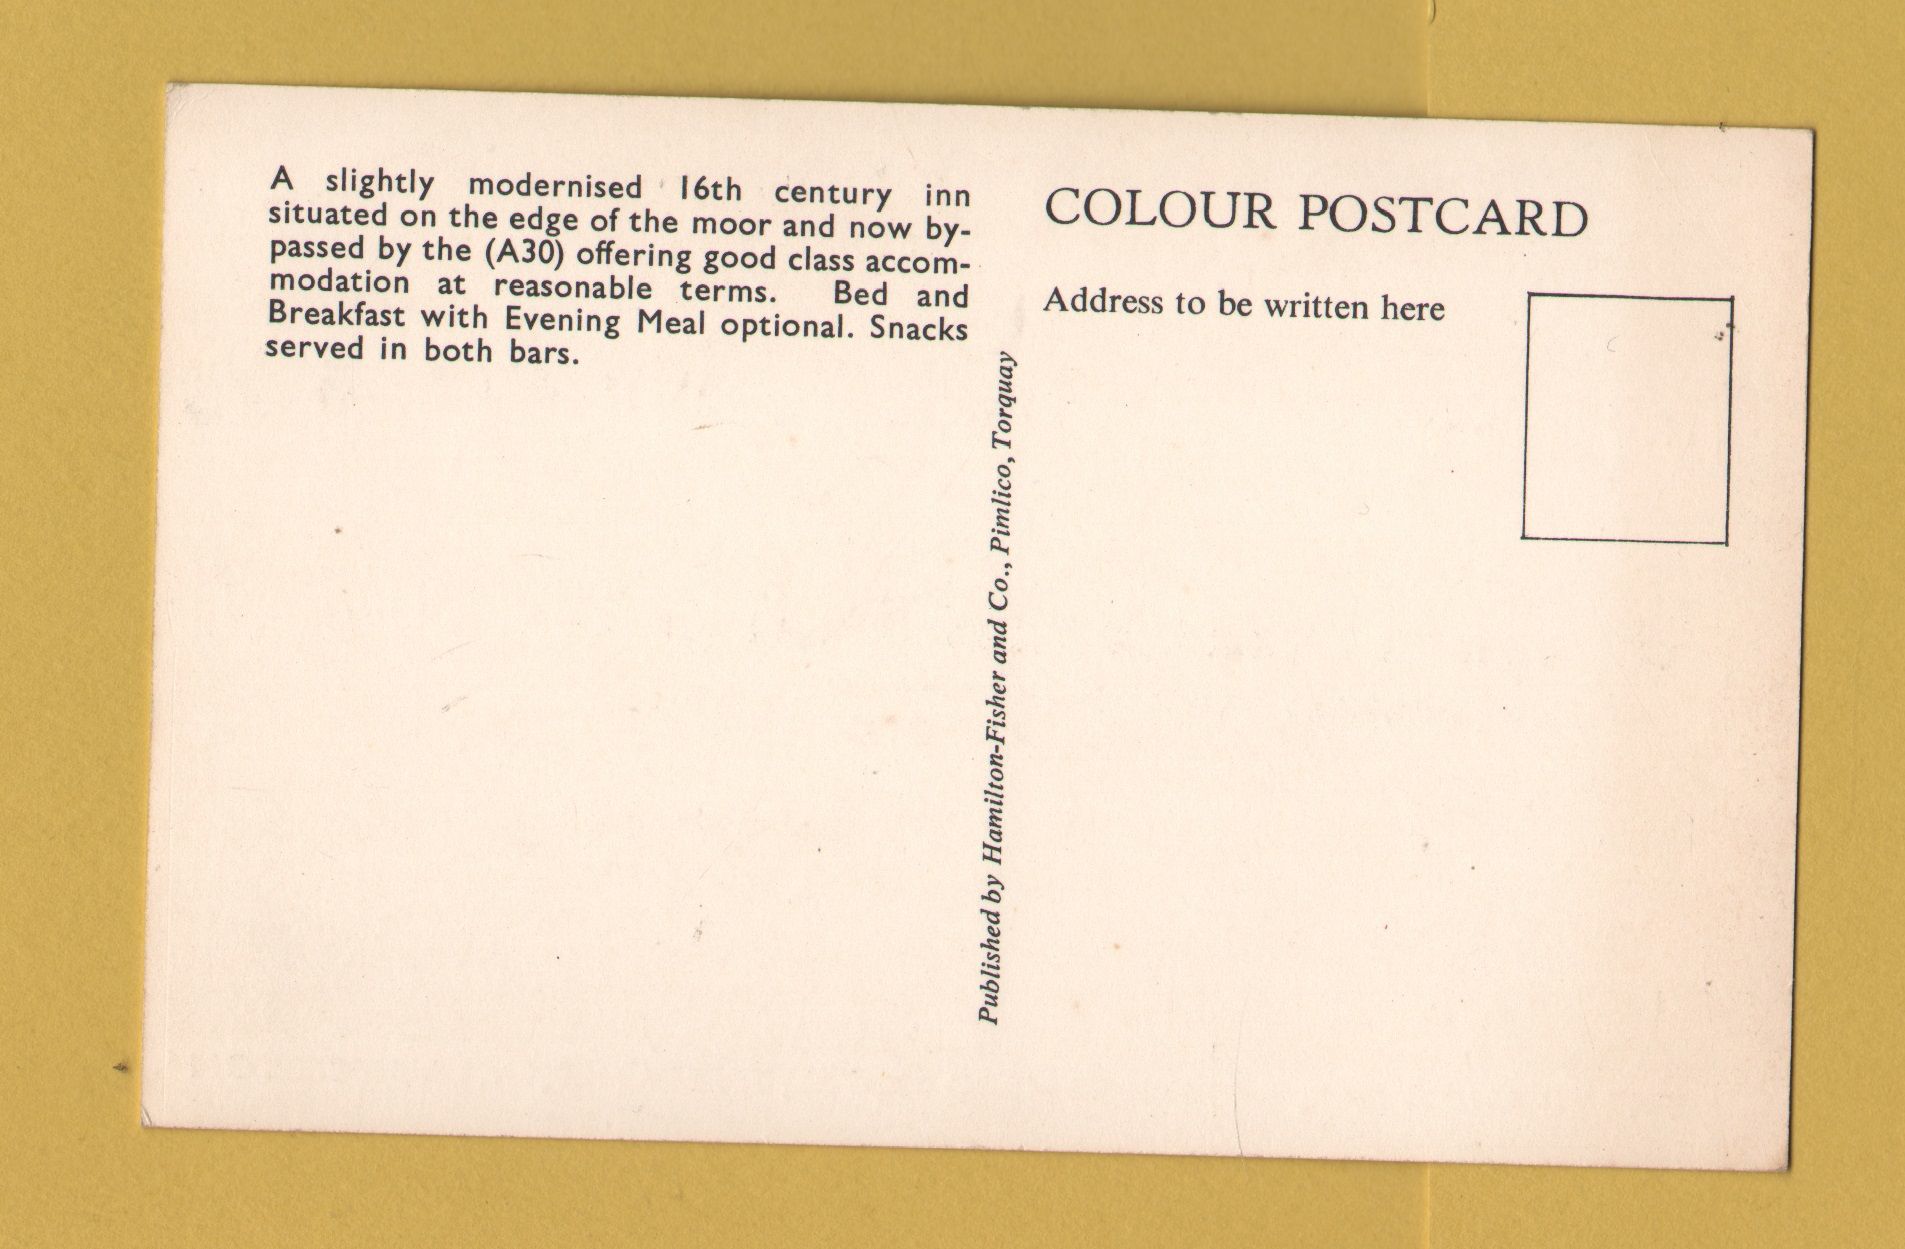 A slightly modernised 16th century inn
situated on the edge of the moor and now by-
passed by the (A30) offering good class accom-
modation at reasonable terms. Bed and
Breakfast with Evening Meal optional. Snacks
served in both bars.
Published by Hamilton-Fisher and Co., Pimlico, Torquay
COLOUR POSTCARD
Address to be written here